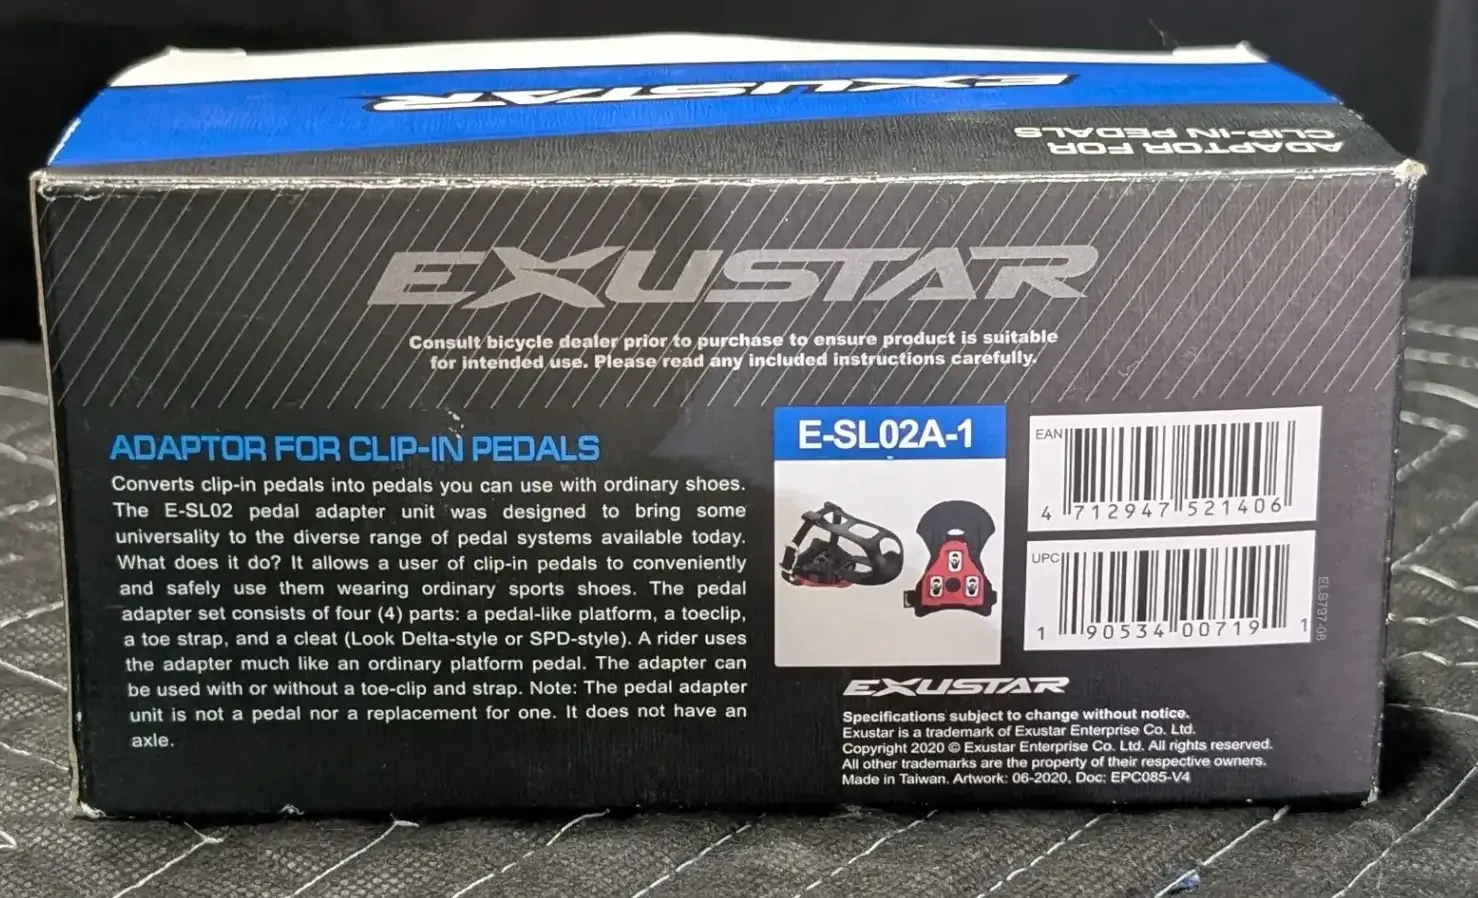 EXUSTAR
ADAPTOR FOR
CLIP-IN PEDALS
EXUSTAR
Consult bicycle dealer prior to purchase to ensure product is suitable
for intended use. Please read any included instructions carefully.
ADAPTOR FOR CLIP-IN PEDALS
Converts clip-in pedals into pedals you can use with ordinary shoes.
The E-SL02 pedal adapter unit was designed to bring some
universality to the diverse range of pedal systems available today.
What does it do? It allows a user of clip-in pedals to conveniently
and safely use them wearing ordinary sports shoes. The pedal
adapter set consists of four (4) parts: a pedal-like platform, a toeclip,
a toe strap, and a cleat (Look Delta-style or SPD-style). A rider uses
the adapter much like an ordinary platform pedal. The adapter can
be used with or without a toe-clip and strap. Note: The pedal adapter
unit is not a pedal nor a replacement for one. It does not have an
axle.
E-SL02A-1
EAN
4 712947 521406
UPC
1 90534 00719 1
ELS797-06
EXUSTAR
Specifications subject to change without notice.
Exustar is a trademark of Exustar Enterprise Co. Ltd.
Copyright 2020 © Exustar Enterprise Co. Ltd. All rights reserved.
All other trademarks are the property of their respective owners.
Made in Taiwan. Artwork: 06-2020, Doc: EPC085-V4